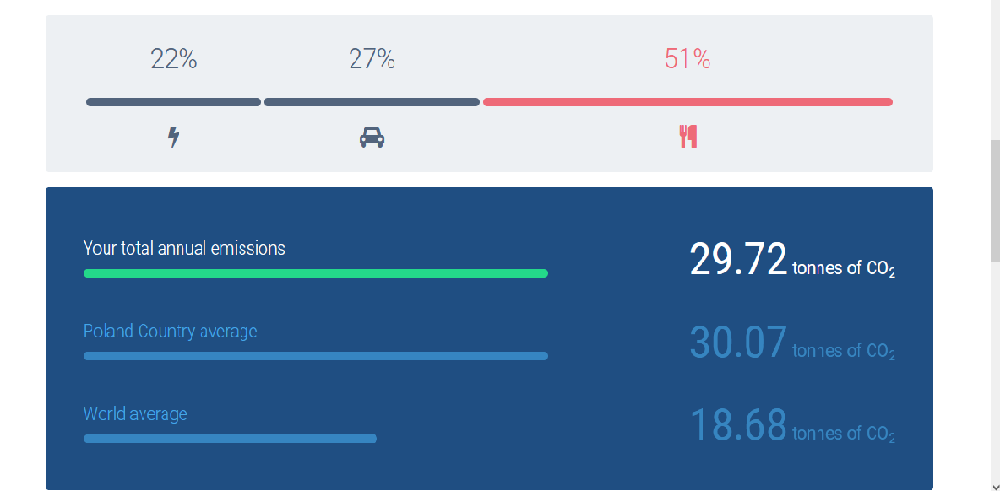 22% 27% 51%
Your total annual emissions 29.72 tonnes of CO₂
Poland Country average 30.07 tonnes of CO₂
World average 18.68 tonnes of CO₂